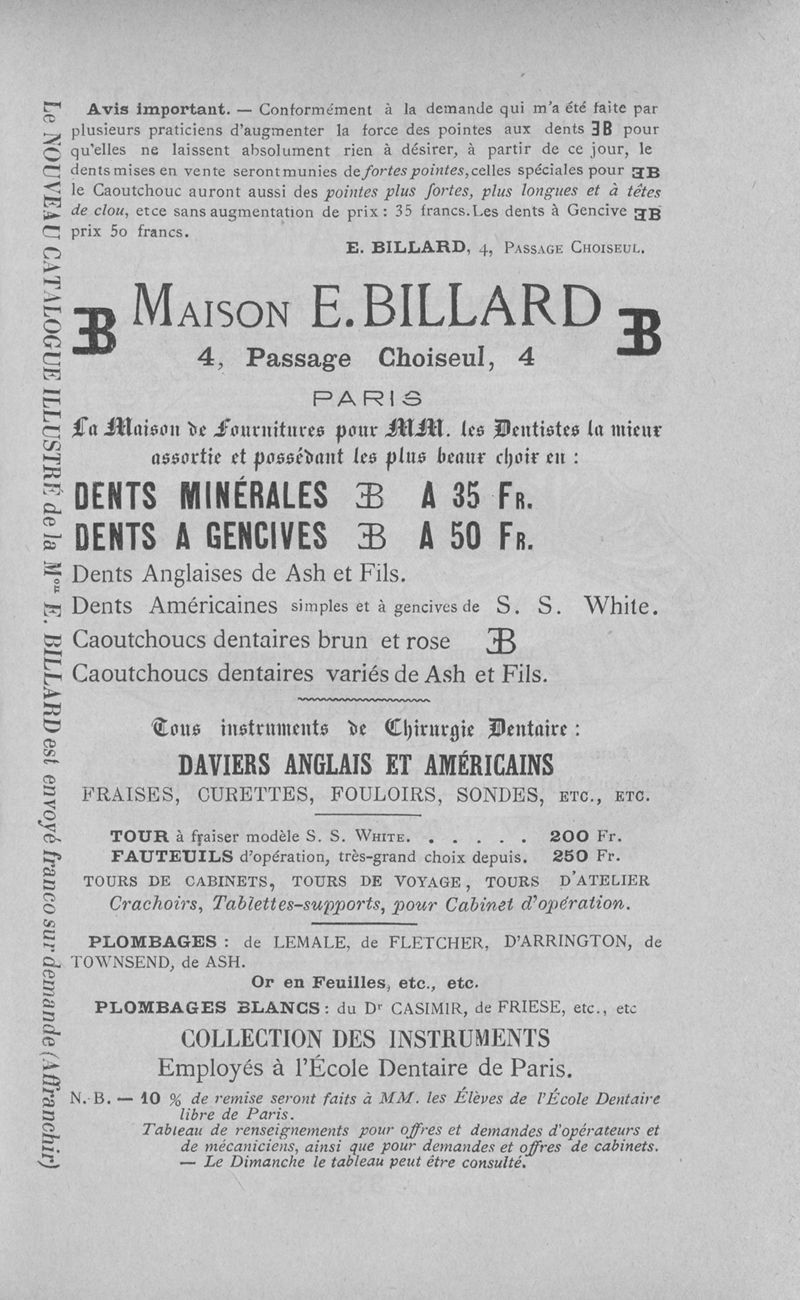 Avis important. — Conformément à la demande qui m'a été faite par
plusieurs praticiens d'augmenter la force des pointes aux dents ƎB pour
qu'elles ne laissent absolument rien à désirer, à partir de ce jour, le
dents mises en vente seront munies de fortes pointes, celles spéciales pour ƎB
le Caoutchouc auront aussi des pointes plus fortes, plus longues et à têtes
de clou, etce sans augmentation de prix : 35 francs. Les dents à Gencive ƎB
prix 5o francs.
E. BILLARD, 4, PASSAGE CHOISEUL.
ƎB MAISON E. BILLARD ƎB
4, Passage Choiseul, 4
PARIS
La Maison de Fournitures pour MM. les Dentistes la mieux
assortie et possédant les plus beaux choix en :
DENTS MINÉRALES ƎB A 35 FR.
DENTS A GENCIVES ƎB A 50 FR.
Dents Anglaises de Ash et Fils.
Dents Américaines simples et à gencives de S. S. White.
Caoutchoucs dentaires brun et rose ƎB
Caoutchoucs dentaires variés de Ash et Fils.
Tous instruments de Chirurgie Dentaire :
DAVIERS ANGLAIS ET AMÉRICAINS
FRAISES, CURETTES, FOULOIRS, SONDES, ETC., ETC.
TOUR à fraiser modèle S. S. WHITE. . . . . . 200 Fr.
FAUTEUILS d'opération, très-grand choix depuis. 250 Fr.
TOURS DE CABINETS, TOURS DE VOYAGE, TOURS D'ATELIER
Crachoirs, Tablettes-supports, pour Cabinet d'opération.
PLOMBAGES : de LEMALE, de FLETCHER, D'ARRINGTON, de
TOWNSEND, de ASH.
Or en Feuilles, etc., etc.
PLOMBAGES BLANCS : du Dr CASIMIR, de FRIESE, etc., etc
COLLECTION DES INSTRUMENTS
Employés à l'École Dentaire de Paris.
N. B. — 10 % de remise seront faits à MM. les Élèves de l'École Dentaire
libre de Paris.
Tableau de renseignements pour offres et demandes d'opérateurs et
de mécaniciens, ainsi que pour demandes et offres de cabinets.
— Le Dimanche le tableau peut être consulté.
Le NOUVEAU CATALOGUE ILLUSTRE de la Mon E. BILLARD est envoyé franco sur demande (Affranchir)